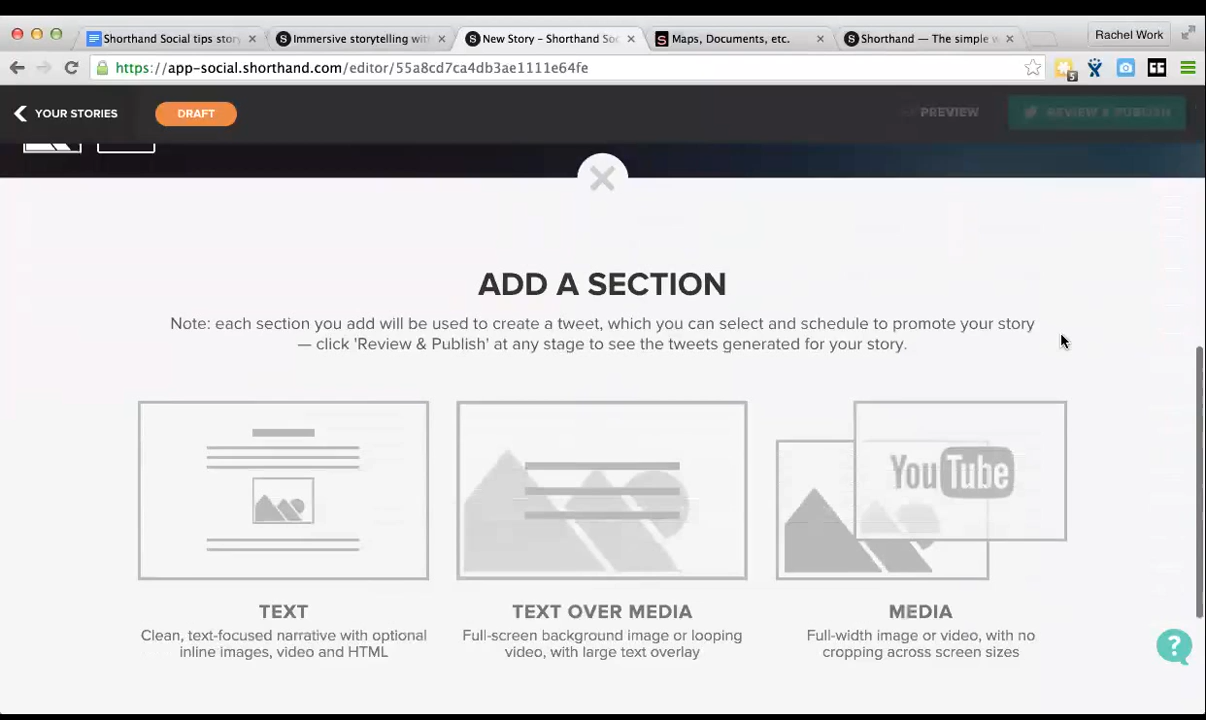 Shorthand Social tips stor
Immersive storytelling wit
New Story - Shorthand So
Maps, Documents, etc.
Shorthand — The simple w
Rachel Work
https://app-social.shorthand.com/editor/55a8cd7ca4db3ae1111e64fe
5
YOUR STORIES
DRAFT
PREVIEW
REVIEW & PUBLISH
ADD A SECTION
Note: each section you add will be used to create a tweet, which you can select and schedule to promote your story
— click 'Review & Publish' at any stage to see the tweets generated for your story.
YouTube
TEXT
Clean, text-focused narrative with optional
inline images, video and HTML
TEXT OVER MEDIA
Full-screen background image or looping
video, with large text overlay
MEDIA
Full-width image or video, with no
cropping across screen sizes
?